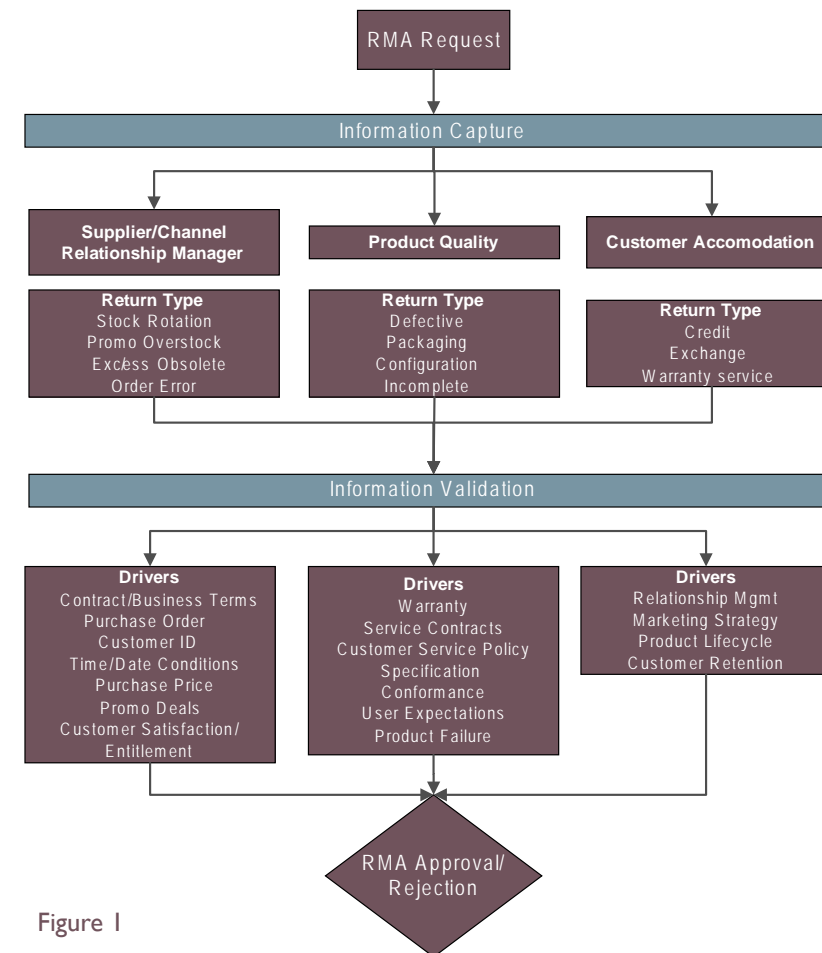 RMA Request
Information Capture
Supplier/Channel
Relationship Manager
Product Quality
Customer Accomodation
Return Type
Stock Rotation
Promo Overstock
Excess Obsolete
Order Error
Return Type
Defective
Packaging
Configuration
Incomplete
Return Type
Credit
Exchange
Warranty service
Information Validation
Drivers
Contract/Business Terms
Purchase Order
Customer ID
Time/Date Conditions
Purchase Price
Promo Deals
Customer Satisfaction/
Entitlement
Drivers
Warranty
Service Contracts
Customer Service Policy
Specification
Conformance
User Expectations
Product Failure
Drivers
Relationship Mgmt
Marketing Strategy
Product Lifecycle
Customer Retention
RMA Approval/
Rejection
Figure 1